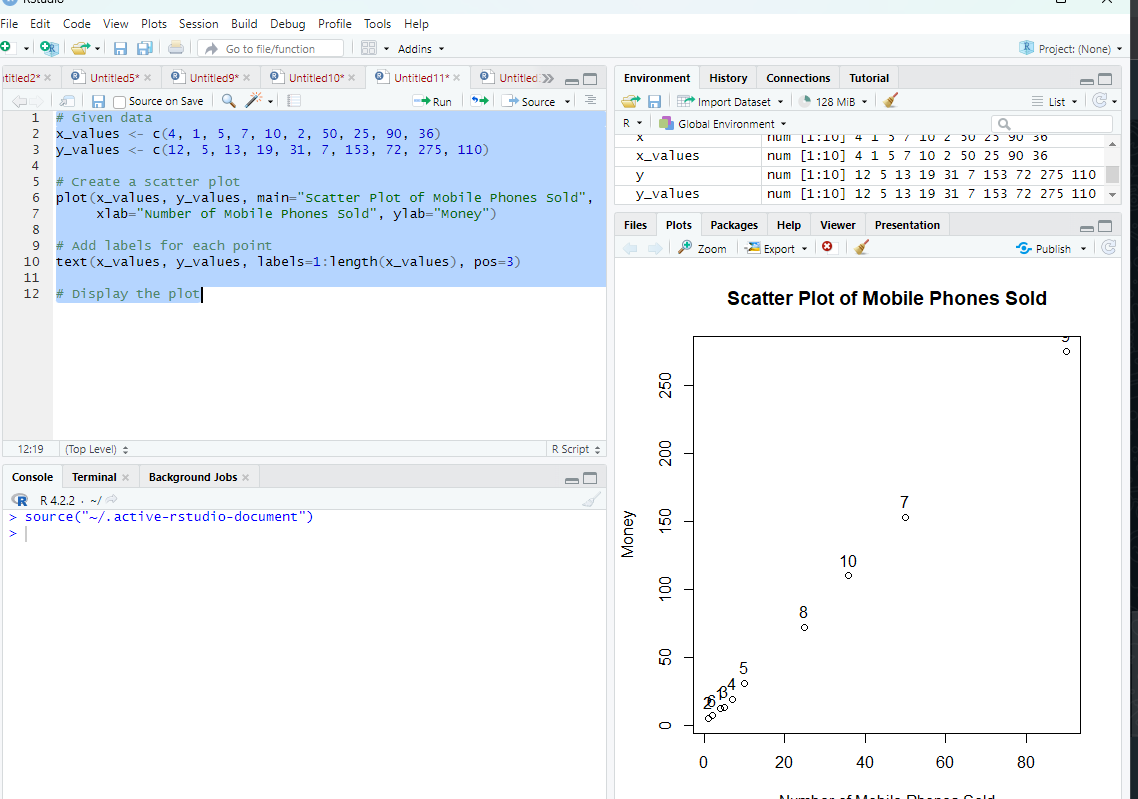 RStudio
File Edit Code View Plots Session Build Debug Profile Tools Help
Go to file/function Addins Project: (None)
ntitled2* Untitled5* Untitled9* Untitled10* Untitled11* Untitled
Source on Save Run Source
1 # Given data
2 x_values <- c(4, 1, 5, 7, 10, 2, 50, 25, 90, 36)
3 y_values <- c(12, 5, 13, 19, 31, 7, 153, 72, 275, 110)
4
5 # Create a scatter plot
6 plot(x_values, y_values, main="Scatter Plot of Mobile Phones Sold",
7 xlab="Number of Mobile Phones Sold", ylab="Money")
8
9 # Add labels for each point
10 text(x_values, y_values, labels=1:length(x_values), pos=3)
11
12 # Display the plot
12:19 (Top Level) R Script
Console Terminal Background Jobs
R 4.2.2 · ~/
> source("~/.active-rstudio-document")
>
Environment History Connections Tutorial
Import Dataset 128 MiB List
R Global Environment
x num [1:10] 4 1 5 7 10 2 50 25 90 36
x_values num [1:10] 4 1 5 7 10 2 50 25 90 36
y num [1:10] 12 5 13 19 31 7 153 72 275 110
y_values num [1:10] 12 5 13 19 31 7 153 72 275 110
Files Plots Packages Help Viewer Presentation
Zoom Export Publish
Scatter Plot of Mobile Phones Sold
9
250
200
7
150
10
100
8
50
5
4
3
1
6
2
0
Money
0 20 40 60 80
Number of Mobile Phones Sold